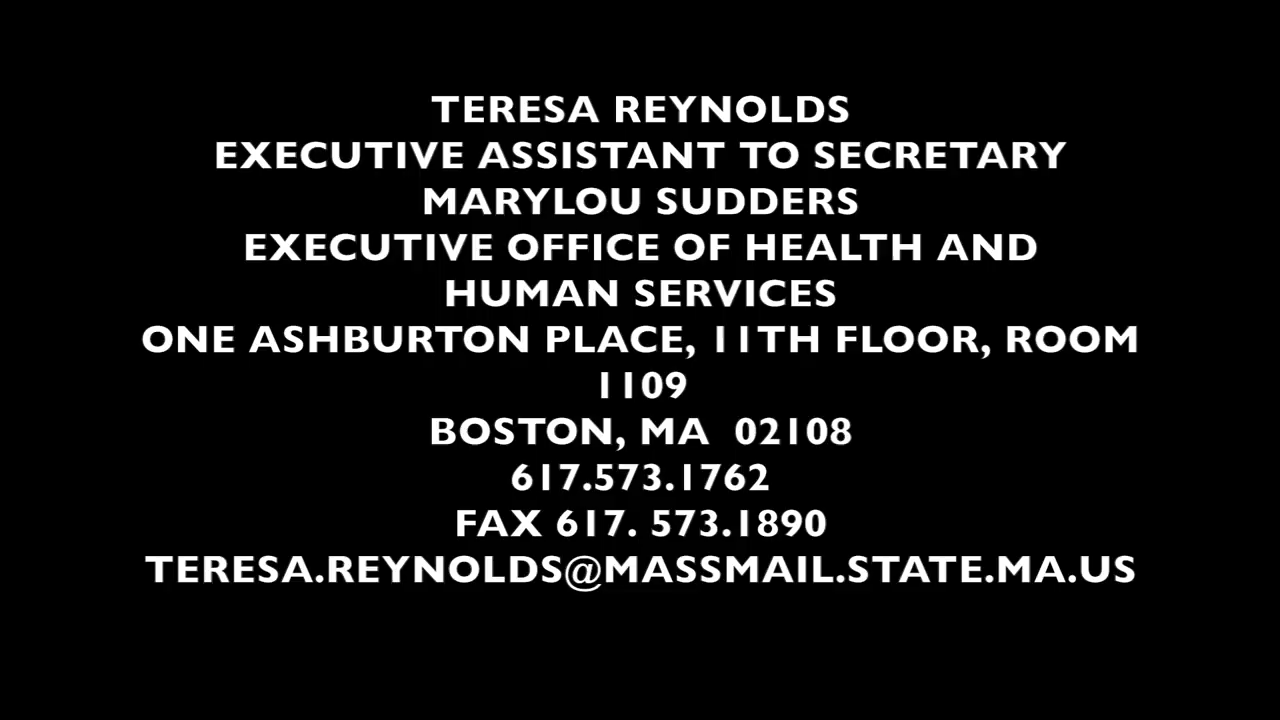 TERESA REYNOLDS
EXECUTIVE ASSISTANT TO SECRETARY
MARYLOU SUDDERS
EXECUTIVE OFFICE OF HEALTH AND
HUMAN SERVICES
ONE ASHBURTON PLACE, 11TH FLOOR, ROOM
1109
BOSTON, MA  02108
617.573.1762
FAX 617. 573.1890
TERESA.REYNOLDS@MASSMAIL.STATE.MA.US